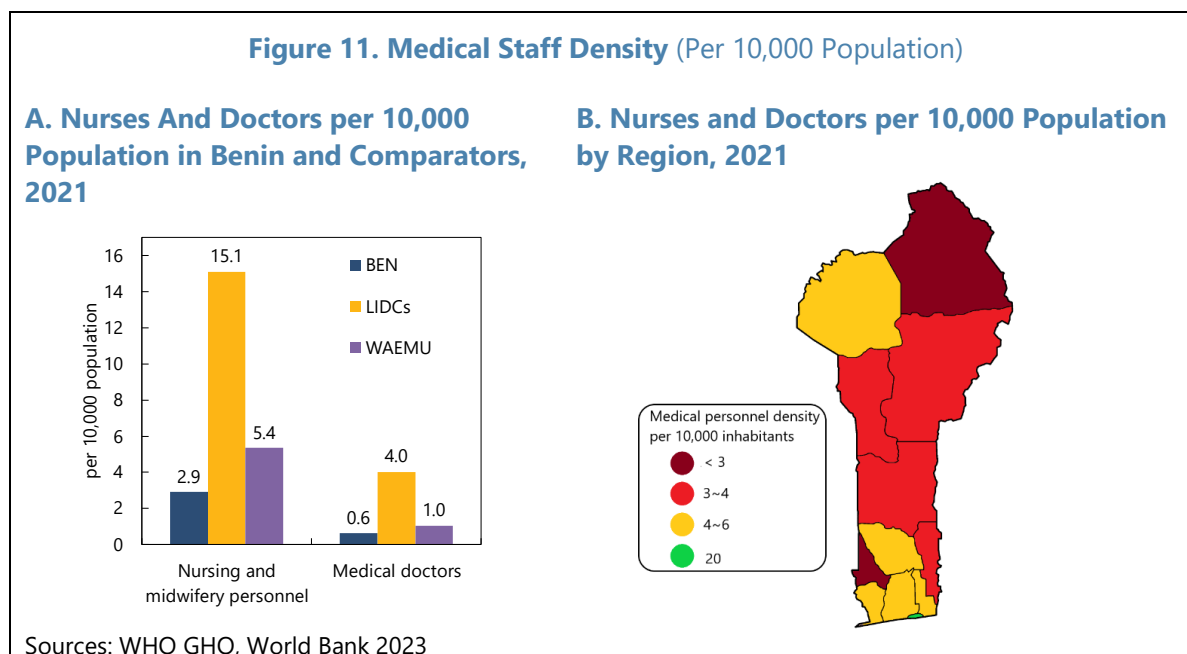 Figure 11. Medical Staff Density (Per 10,000 Population)
A. Nurses And Doctors per 10,000
Population in Benin and Comparators,
2021
per 10,000 population
16
14
12
10
8
6
4
2
0
15.1
5.4
2.9
4.0
1.0
0.6
BEN
LIDCs
WAEMU
Nursing and
midwifery personnel
Medical doctors
B. Nurses and Doctors per 10,000 Population
by Region, 2021
Medical personnel density
per 10,000 inhabitants
< 3
3~4
4~6
20
Sources: WHO GHO, World Bank 2023